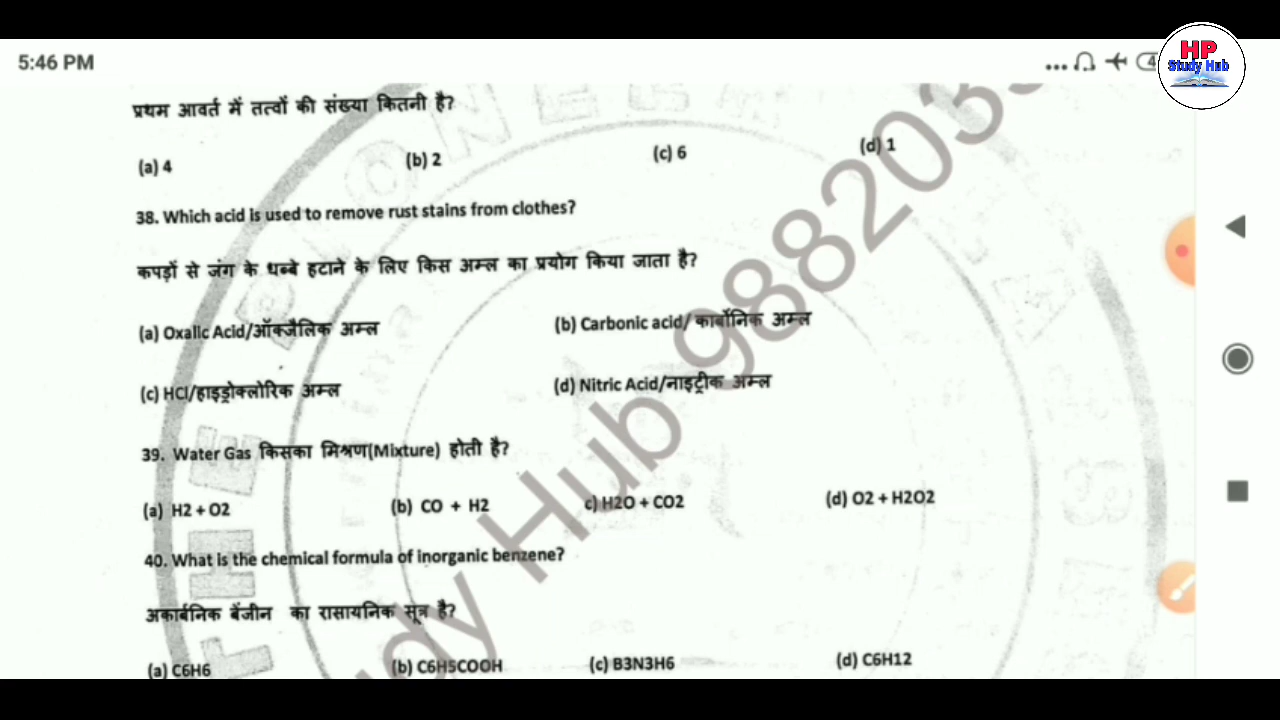 5:46 PM
HP
Study Hub
प्रथम आवर्त में तत्वों की संख्या कितनी है?
(a) 4 (b) 2 (c) 6 (d) 1
38. Which acid is used to remove rust stains from clothes?
कपड़ों से जंग के धब्बे हटाने के लिए किस अम्ल का प्रयोग किया जाता है?
(a) Oxalic Acid/ऑक्जैलिक अम्ल (b) Carbonic acid/ कार्बोनिक अम्ल
(c) HCl/हाइड्रोक्लोरिक अम्ल (d) Nitric Acid/नाइट्रीक अम्ल
39. Water Gas किसका मिश्रण(Mixture) होती है?
(a) H2 + O2 (b) CO + H2 c) H2O + CO2 (d) O2 + H2O2
40. What is the chemical formula of inorganic benzene?
अकार्बनिक बेंजीन का रासायनिक सूत्र है?
(a) C6H6 (b) C6H5COOH (c) B3N3H6 (d) C6H12
Hub 988203